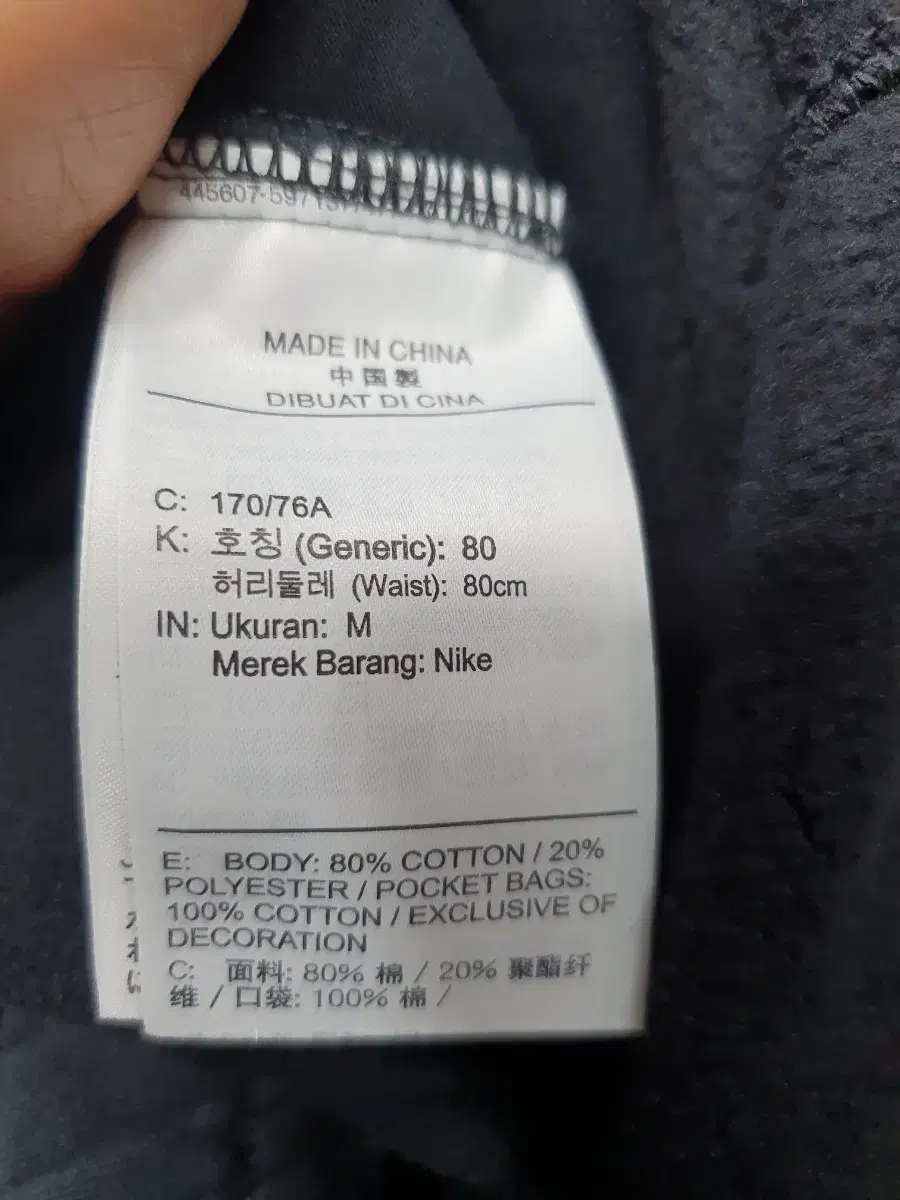 MADE IN CHINA
中国製
DIBUAT DI CINA
C: 170/76A
K: 호칭 (Generic): 80
허리둘레 (Waist): 80cm
IN: Ukuran: M
Merek Barang: Nike
E: BODY: 80% COTTON / 20%
POLYESTER / POCKET BAGS:
100% COTTON / EXCLUSIVE OF
DECORATION
C: 面料: 80% 棉 / 20% 聚酯纤
维 / 口袋: 100% 棉 /